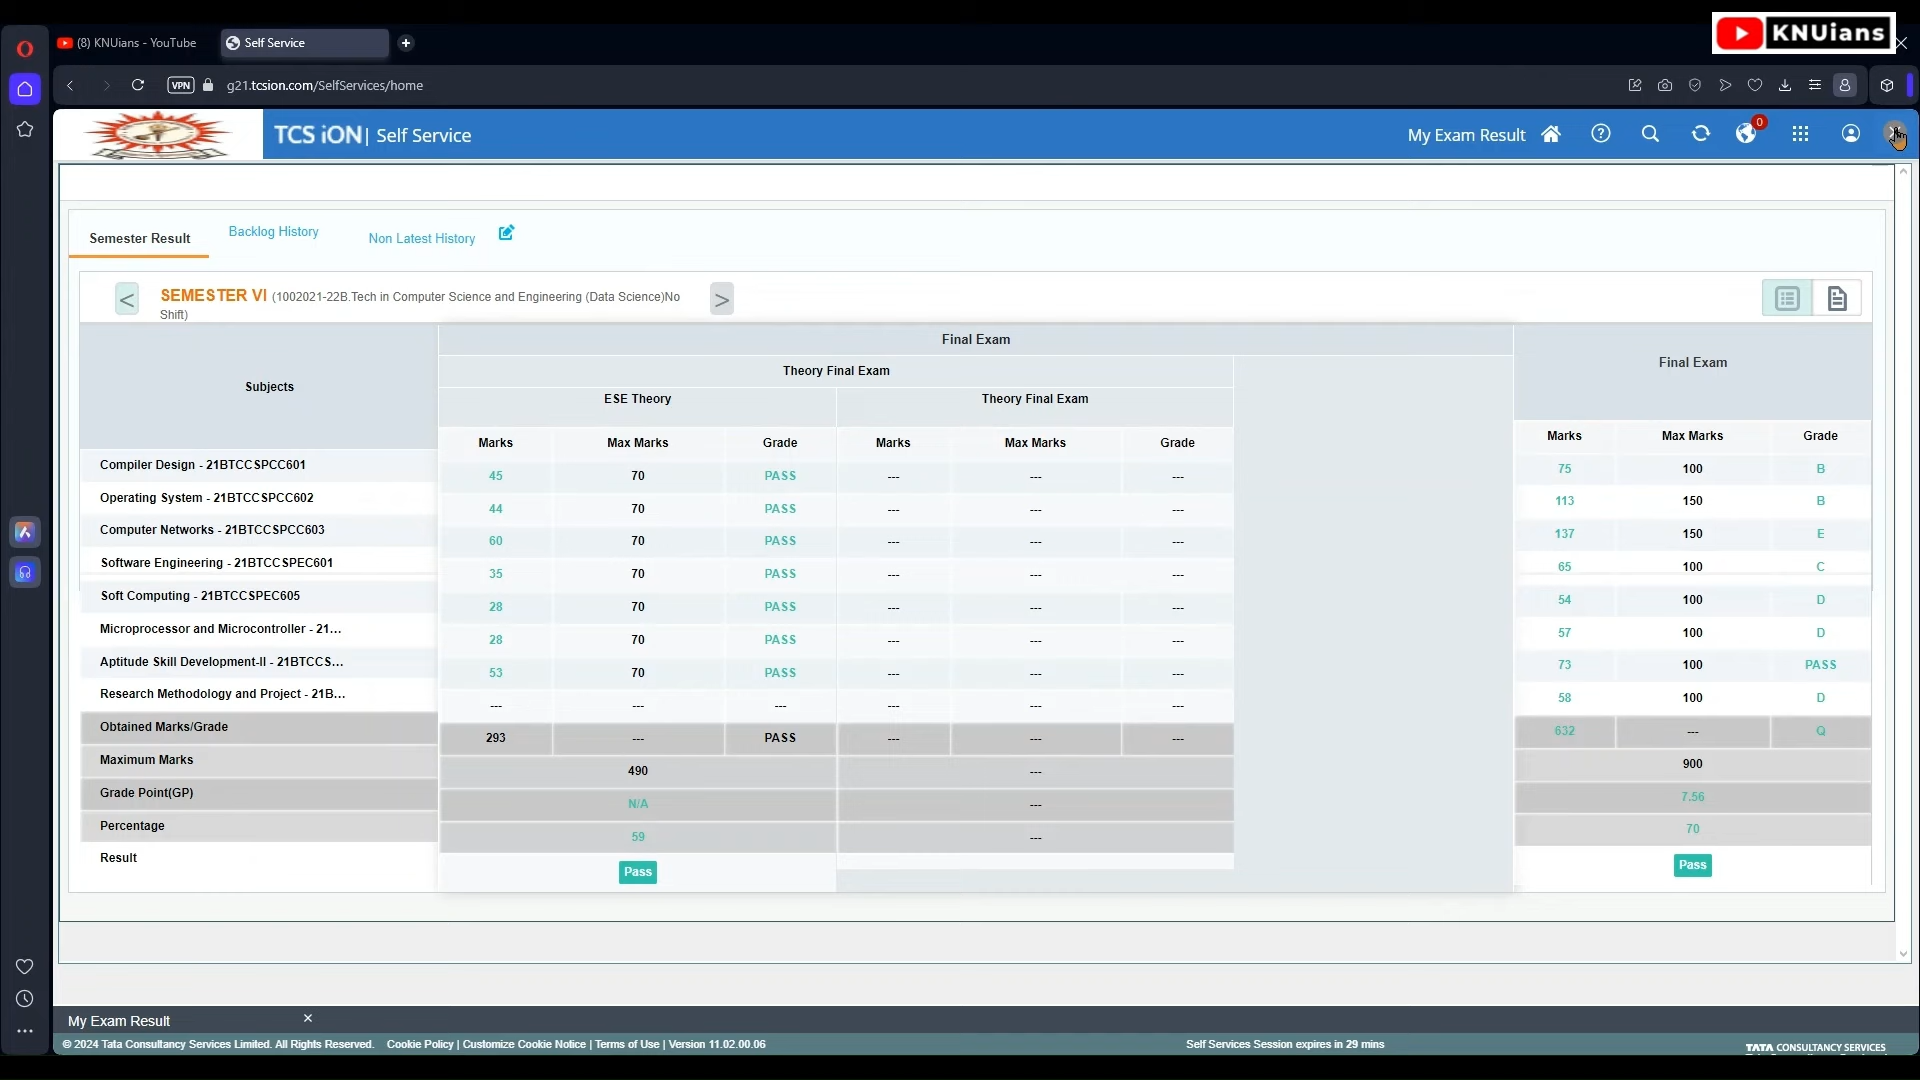 KNUians
(8) KNUians - YouTube
Self Service
VPN
g21.tcsion.com/SelfServices/home
TCS iON | Self Service
My Exam Result
0
Semester Result
Backlog History
Non Latest History
<
SEMESTER VI (1002021-22B.Tech in Computer Science and Engineering (Data Science)No
Shift)
>
Subjects
Final Exam
Final Exam
Theory Final Exam
ESE Theory
Theory Final Exam
Marks Max Marks Grade Marks Max Marks Grade Marks Max Marks Grade
Compiler Design - 21BTCCSPCC601 45 70 PASS --- --- --- 75 100 B
Operating System - 21BTCCSPCC602 44 70 PASS --- --- --- 113 150 B
Computer Networks - 21BTCCSPCC603 60 70 PASS --- --- --- 137 150 E
Software Engineering - 21BTCCSPEC601 35 70 PASS --- --- --- 65 100 C
Soft Computing - 21BTCCSPEC605 28 70 PASS --- --- --- 54 100 D
Microprocessor and Microcontroller - 21... 28 70 PASS --- --- --- 57 100 D
Aptitude Skill Development-II - 21BTCCS... 53 70 PASS --- --- --- 73 100 PASS
Research Methodology and Project - 21B... --- --- --- --- --- --- 58 100 D
Obtained Marks/Grade 293 --- PASS --- --- --- 632 --- Q
Maximum Marks 490 --- 900
Grade Point(GP) N/A --- 7.56
Percentage 59 --- 70
Result Pass Pass
My Exam Result
© 2024 Tata Consultancy Services Limited. All Rights Reserved. Cookie Policy | Customize Cookie Notice | Terms of Use | Version 11.02.00.06
Self Services Session expires in 29 mins
TATA CONSULTANCY SERVICES